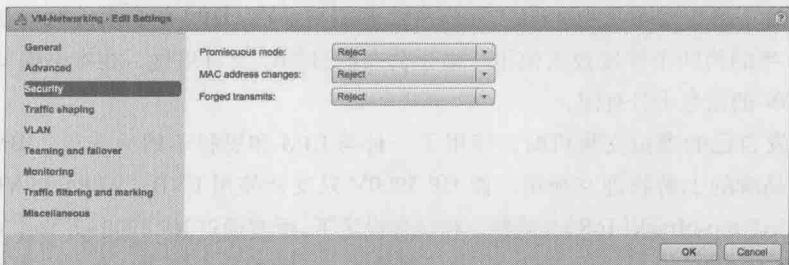 VM-Networking - Edit Settings
?
General
Advanced
Security
Traffic shaping
VLAN
Teaming and failover
Monitoring
Traffic filtering and marking
Miscellaneous
Promiscuous mode: Reject
MAC address changes: Reject
Forged transmits: Reject
OK Cancel